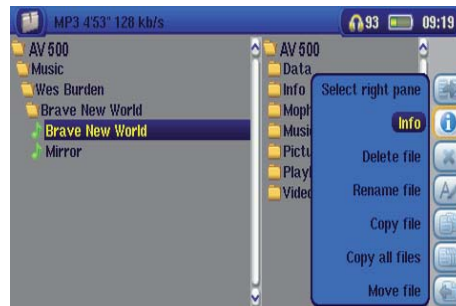 MP3 4'53" 128 kb/s
93
09:19
AV 500
Music
Wes Burden
Brave New World
Brave New World
Mirror
AV 500
Data
Info
Moph
Musi
Pictu
Playl
Video
Select right pane
Info
Delete file
Rename file
Copy file
Copy all files
Move file